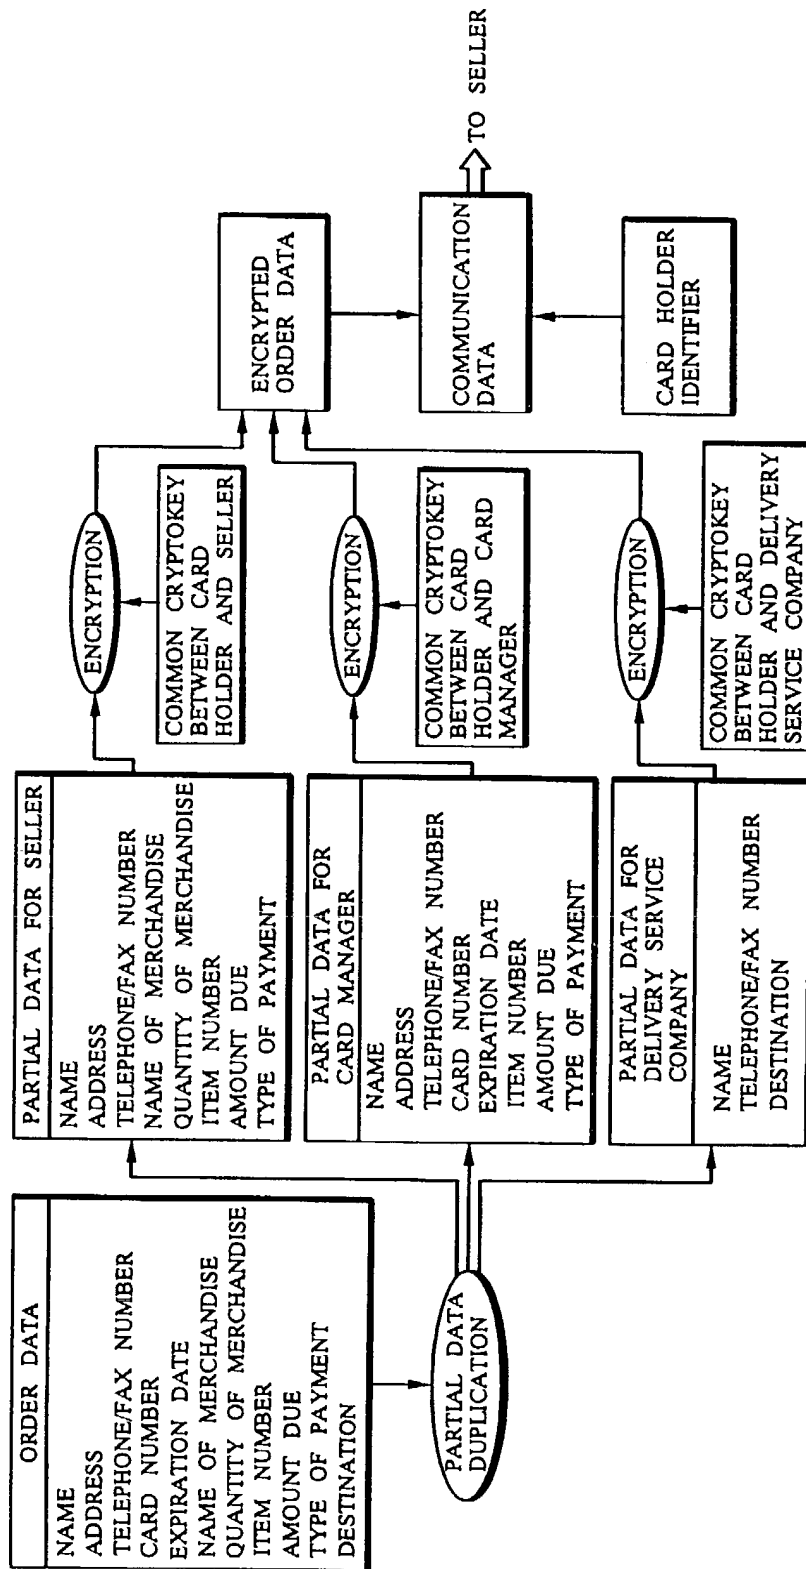 ORDER DATA
NAME
ADDRESS
TELEPHONE/FAX NUMBER
CARD NUMBER
EXPIRATION DATE
NAME OF MERCHANDISE
QUANTITY OF MERCHANDISE
ITEM NUMBER
AMOUNT DUE
TYPE OF PAYMENT
DESTINATION
PARTIAL DATA
DUPLICATION
PARTIAL DATA FOR SELLER
NAME
ADDRESS
TELEPHONE/FAX NUMBER
NAME OF MERCHANDISE
QUANTITY OF MERCHANDISE
ITEM NUMBER
AMOUNT DUE
TYPE OF PAYMENT
PARTIAL DATA FOR
CARD MANAGER
NAME
ADDRESS
TELEPHONE/FAX NUMBER
CARD NUMBER
EXPIRATION DATE
ITEM NUMBER
AMOUNT DUE
TYPE OF PAYMENT
PARTIAL DATA FOR
DELIVERY SERVICE
COMPANY
NAME
TELEPHONE/FAX NUMBER
DESTINATION
ENCRYPTION
COMMON CRYPTOKEY
BETWEEN CARD
HOLDER AND SELLER
ENCRYPTION
COMMON CRYPTOKEY
BETWEEN CARD
HOLDER AND CARD
MANAGER
ENCRYPTION
COMMON CRYPTOKEY
BETWEEN CARD
HOLDER AND DELIVERY
SERVICE COMPANY
ENCRYPTED
ORDER DATA
COMMUNICATION
DATA
CARD HOLDER
IDENTIFIER
TO SELLER